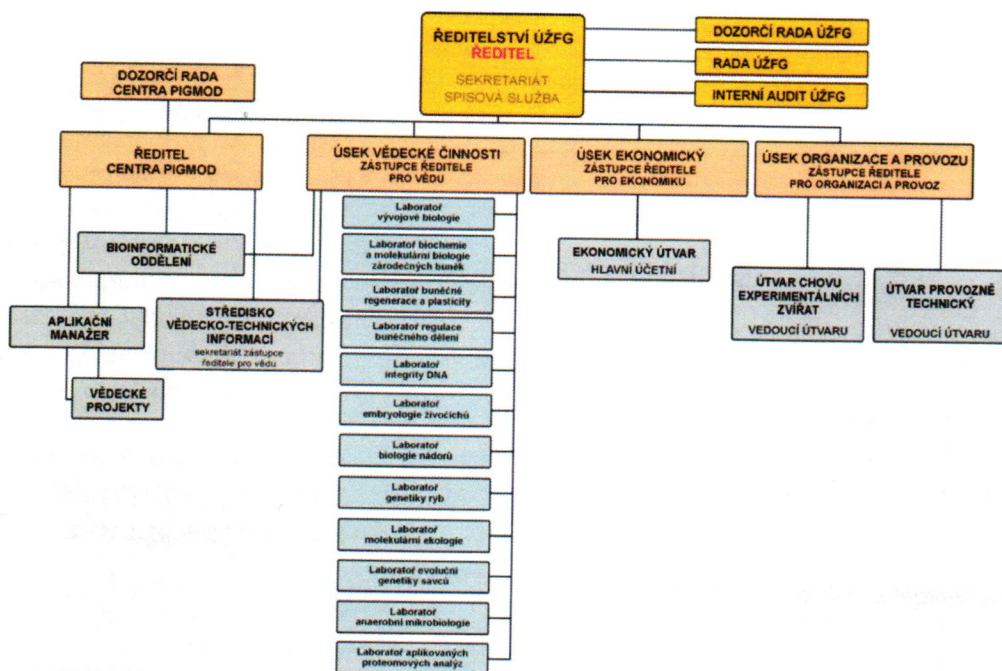 ŘEDITELSTVÍ ÚŽFG
ŘEDITEL
SEKRETARIÁT
SPISOVÁ SLUŽBA
DOZORČÍ RADA ÚŽFG
RADA ÚŽFG
INTERNÍ AUDIT ÚŽFG
DOZORČÍ RADA
CENTRA PIGMOD
ŘEDITEL
CENTRA PIGMOD
ÚSEK VĚDECKÉ ČINNOSTI
ZÁSTUPCE ŘEDITELE
PRO VĚDU
ÚSEK EKONOMICKÝ
ZÁSTUPCE ŘEDITELE
PRO EKONOMIKU
ÚSEK ORGANIZACE A PROVOZU
ZÁSTUPCE ŘEDITELE
PRO ORGANIZACI A PROVOZ
BIOINFORMATICKÉ
ODDĚLENÍ
APLIKAČNÍ
MANAŽER
VĚDECKÉ
PROJEKTY
STŘEDISKO
VĚDECKO-TECHNICKÝCH
INFORMACÍ
sekretariát zástupce
ředitele pro vědu
Laboratoř
vývojové biologie
Laboratoř biochemie
a molekulární biologie
zárodečných buněk
Laboratoř buněčné
regenerace a plasticity
Laboratoř regulace
buněčného dělení
Laboratoř
integrity DNA
Laboratoř
embryologie živočichů
Laboratoř
biologie nádorů
Laboratoř
genetiky ryb
Laboratoř
molekulární ekologie
Laboratoř evoluční
genetiky savců
Laboratoř
anaerobní mikrobiologie
Laboratoř aplikovaných
proteomových analýz
EKONOMICKÝ ÚTVAR
HLAVNÍ ÚČETNÍ
ÚTVAR CHOVU
EXPERIMENTÁLNÍCH
ZVÍŘAT
VEDOUCÍ ÚTVARU
ÚTVAR PROVOZNĚ
TECHNICKÝ
VEDOUCÍ ÚTVARU